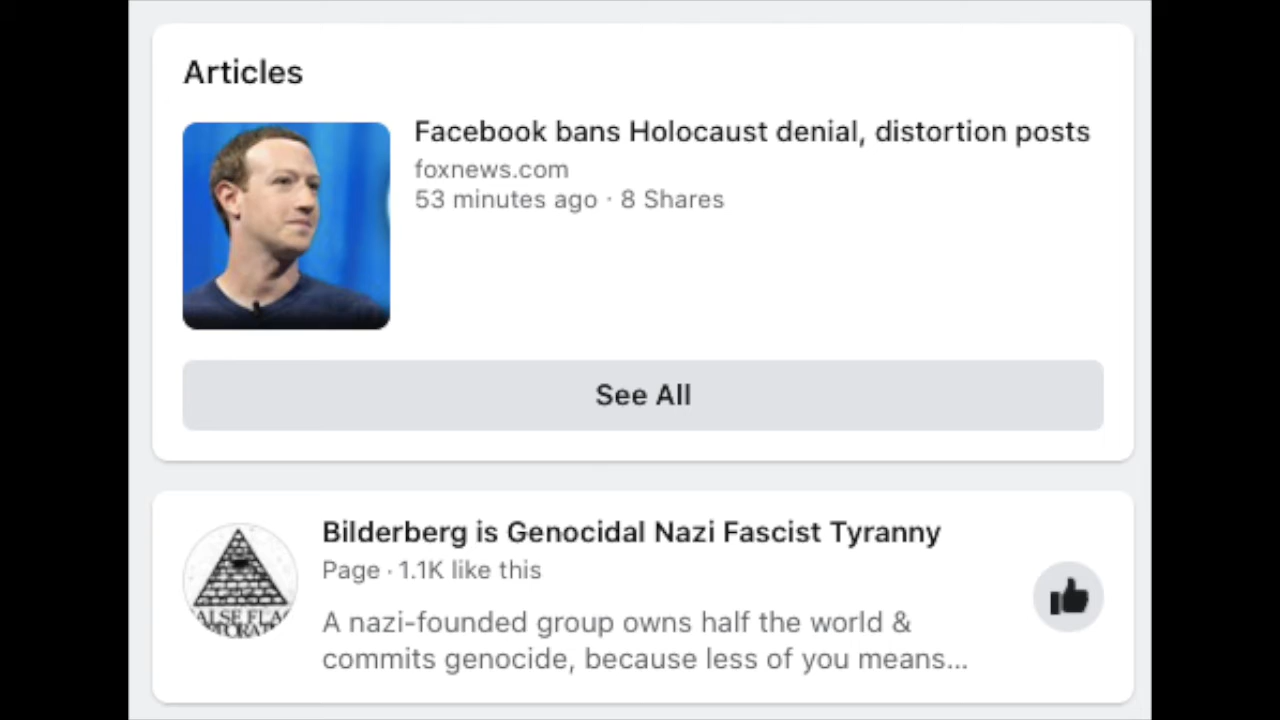 Articles
Facebook bans Holocaust denial, distortion posts
foxnews.com
53 minutes ago · 8 Shares
See All
Bilderberg is Genocidal Nazi Fascist Tyranny
Page · 1.1K like this
A nazi-founded group owns half the world &
commits genocide, because less of you means...
ALSE FLA